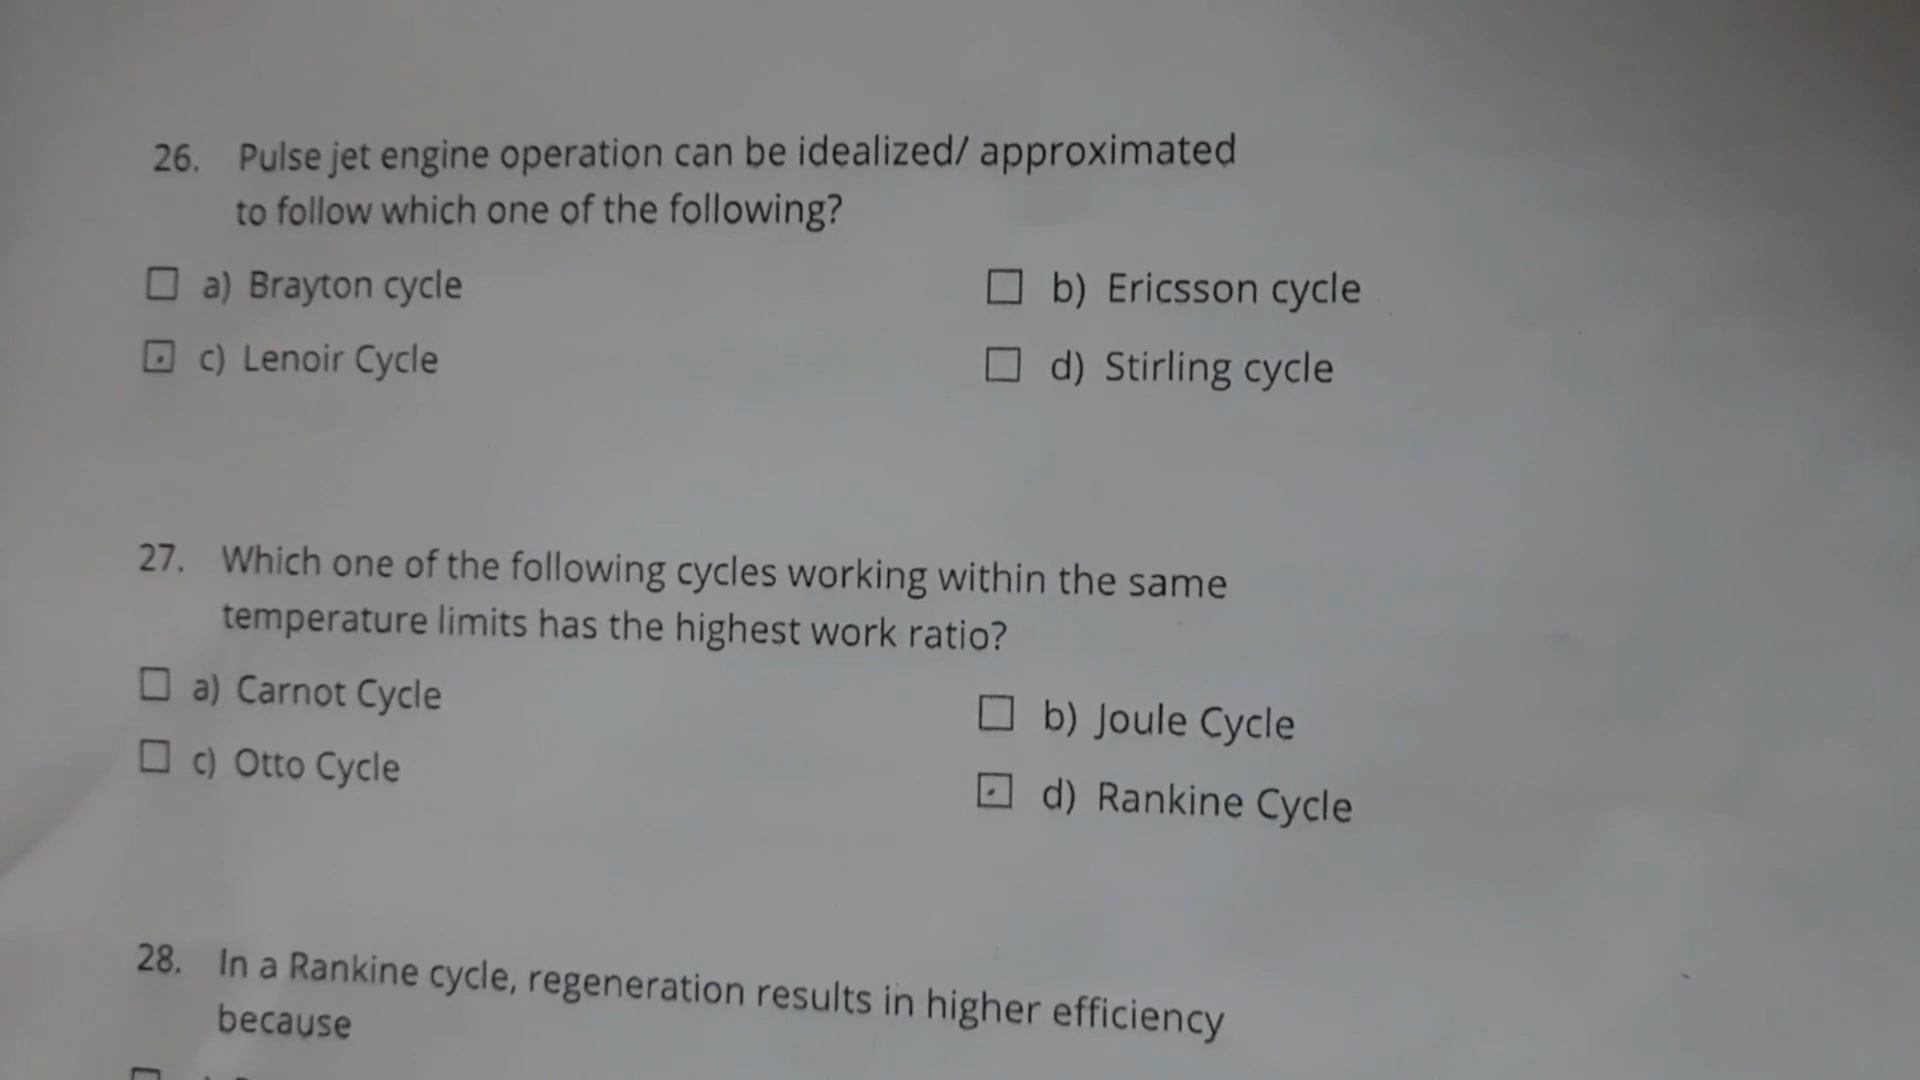 26. Pulse jet engine operation can be idealized/ approximated
to follow which one of the following?
a) Brayton cycle
b) Ericsson cycle
c) Lenoir Cycle
d) Stirling cycle
27. Which one of the following cycles working within the same
temperature limits has the highest work ratio?
a) Carnot Cycle
b) Joule Cycle
c) Otto Cycle
d) Rankine Cycle
28. In a Rankine cycle, regeneration results in higher efficiency
because